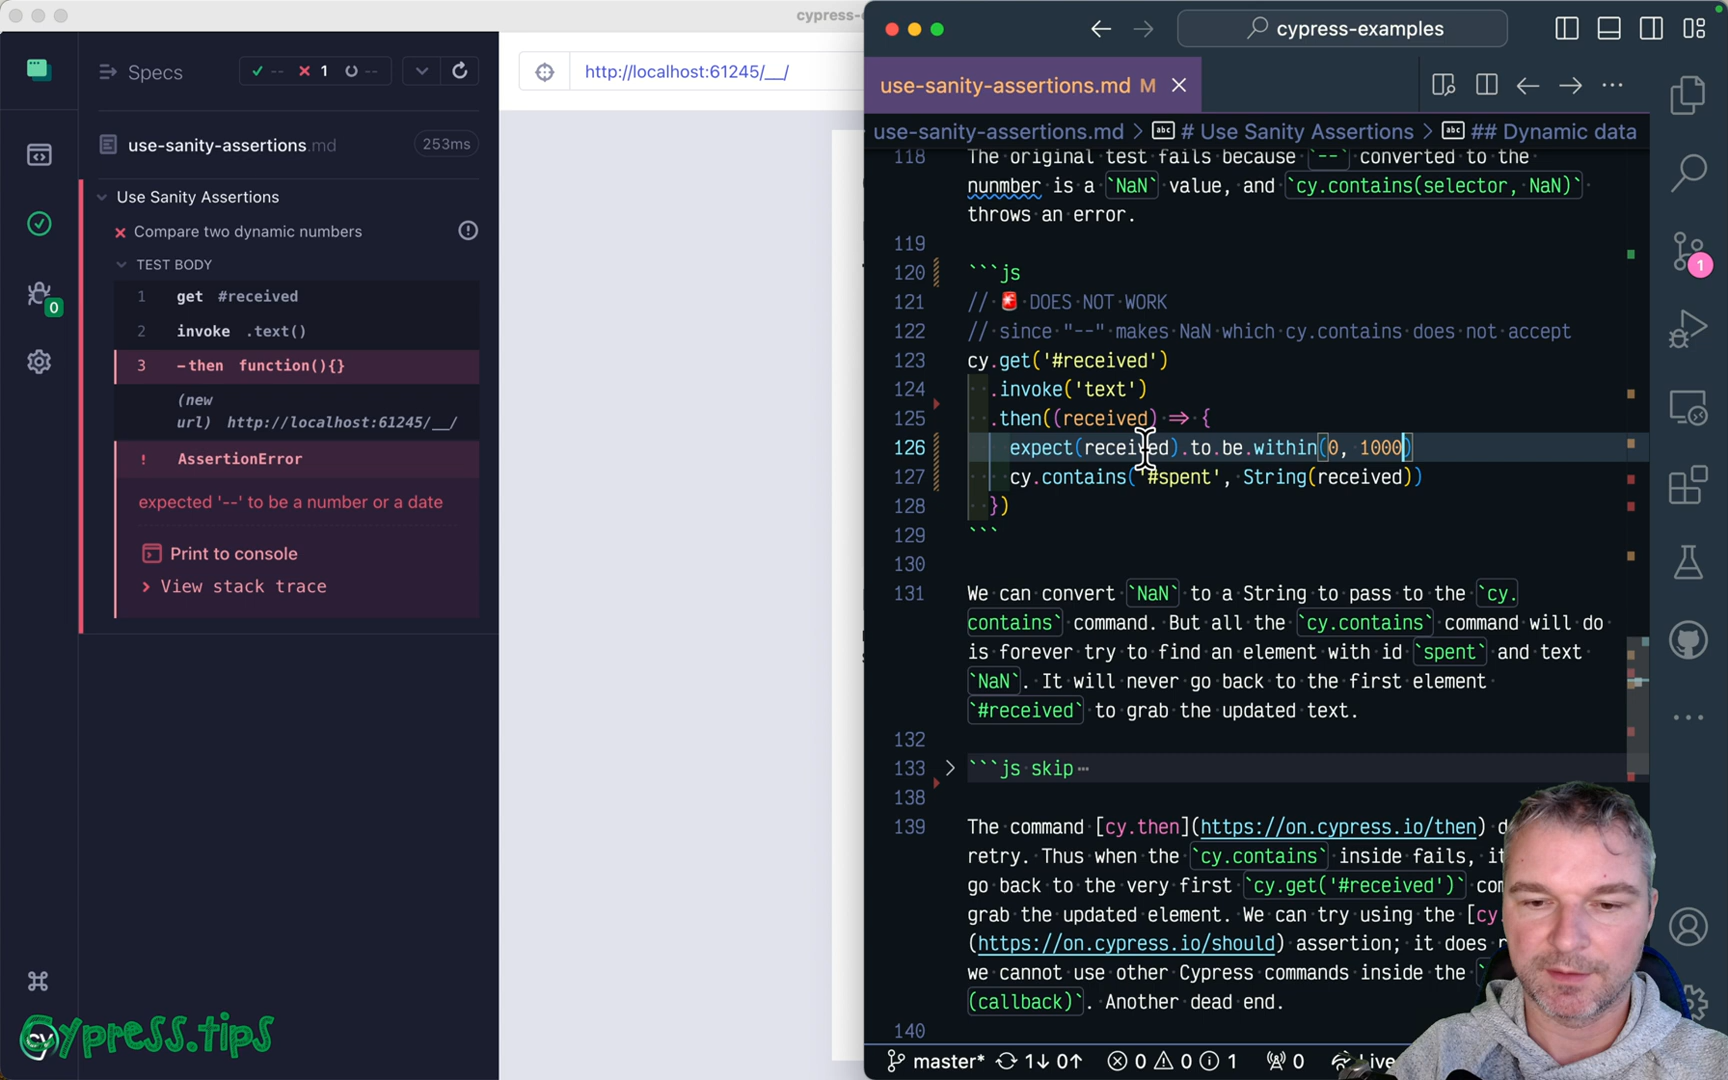 cypress-
Specs
✓ -- ✕ 1 --
http://localhost:61245/__/
use-sanity-assertions.md
253ms
Use Sanity Assertions
Compare two dynamic numbers
TEST BODY
1 get #received
2 invoke .text()
3 -then function(){}
(new
url) http://localhost:61245/__/
! AssertionError
expected '--' to be a number or a date
Print to console
View stack trace
0
Cypress.tips
cypress-examples
use-sanity-assertions.md M
use-sanity-assertions.md > # Use Sanity Assertions > ## Dynamic data
118 The original test fails because `--` converted to the
nunmber is a `NaN` value, and `cy.contains(selector, NaN)`
throws an error.
119
120 ```js
121 // 🚨 DOES NOT WORK
122 // since "--" makes NaN which cy.contains does not accept
123 cy.get('#received')
124 .invoke('text')
125 .then((received) => {
126 expect(received).to.be.within(0, 1000)
127 cy.contains('#spent', String(received))
128 })
129 ```
130
131 We can convert `NaN` to a String to pass to the `cy.
contains` command. But all the `cy.contains` command will do
is forever try to find an element with id `spent` and text
`NaN`. It will never go back to the first element
`#received` to grab the updated text.
132
133 ```js skip
138
139 The command [cy.then](https://on.cypress.io/then) d
retry. Thus when the `cy.contains` inside fails, it
go back to the very first `cy.get('#received')` com
grab the updated element. We can try using the [cy.
(https://on.cypress.io/should) assertion; it does
we cannot use other Cypress commands inside the `
(callback)`. Another dead end.
140
1
master* 1↓ 0↑ 0 0 1 0 Live